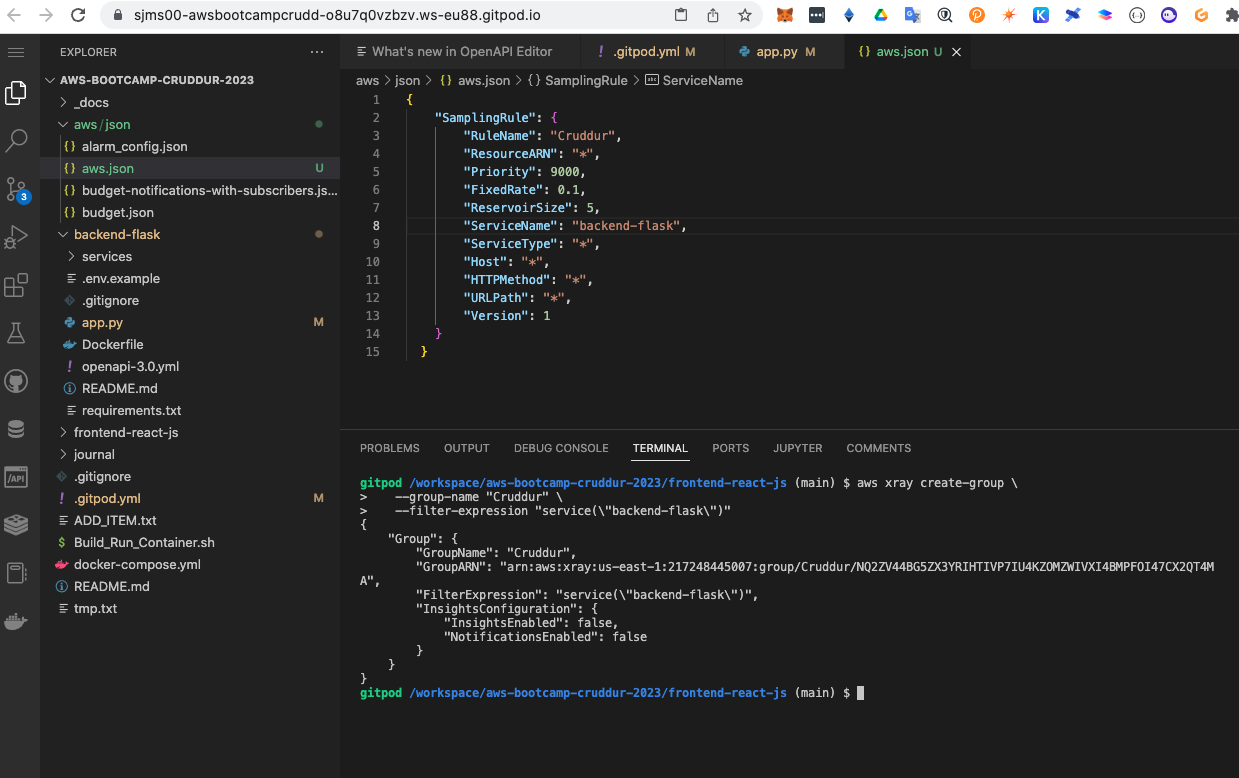 sjms00-awsbootcampcrudd-o8u7q0vzbzv.ws-eu88.gitpod.io
EXPLORER
AWS-BOOTCAMP-CRUDDUR-2023
_docs
aws/json
alarm_config.json
aws.json U
budget-notifications-with-subscribers.js...
budget.json
backend-flask
services
.env.example
.gitignore
app.py M
Dockerfile
openapi-3.0.yml
README.md
requirements.txt
frontend-react-js
journal
.gitignore
.gitpod.yml M
ADD_ITEM.txt
Build_Run_Container.sh
docker-compose.yml
README.md
tmp.txt
3
/API
What's new in OpenAPI Editor
! .gitpod.yml M
app.py M
{} aws.json U
aws > json > {} aws.json > {} SamplingRule > abc ServiceName
1 {
2 "SamplingRule": {
3 "RuleName": "Cruddur",
4 "ResourceARN": "*",
5 "Priority": 9000,
6 "FixedRate": 0.1,
7 "ReservoirSize": 5,
8 "ServiceName": "backend-flask",
9 "ServiceType": "*",
10 "Host": "*",
11 "HTTPMethod": "*",
12 "URLPath": "*",
13 "Version": 1
14 }
15 }
PROBLEMS OUTPUT DEBUG CONSOLE TERMINAL PORTS JUPYTER COMMENTS
gitpod /workspace/aws-bootcamp-cruddur-2023/frontend-react-js (main) $ aws xray create-group \
> --group-name "Cruddur" \
> --filter-expression "service(\"backend-flask\")"
{
"Group": {
"GroupName": "Cruddur",
"GroupARN": "arn:aws:xray:us-east-1:217248445007:group/Cruddur/NQ2ZV44BG5ZX3YRIHTIVP7IU4KZOMZWIVXI4BMPFOI47CX2QT4M
A",
"FilterExpression": "service(\"backend-flask\")",
"InsightsConfiguration": {
"InsightsEnabled": false,
"NotificationsEnabled": false
}
}
}
gitpod /workspace/aws-bootcamp-cruddur-2023/frontend-react-js (main) $